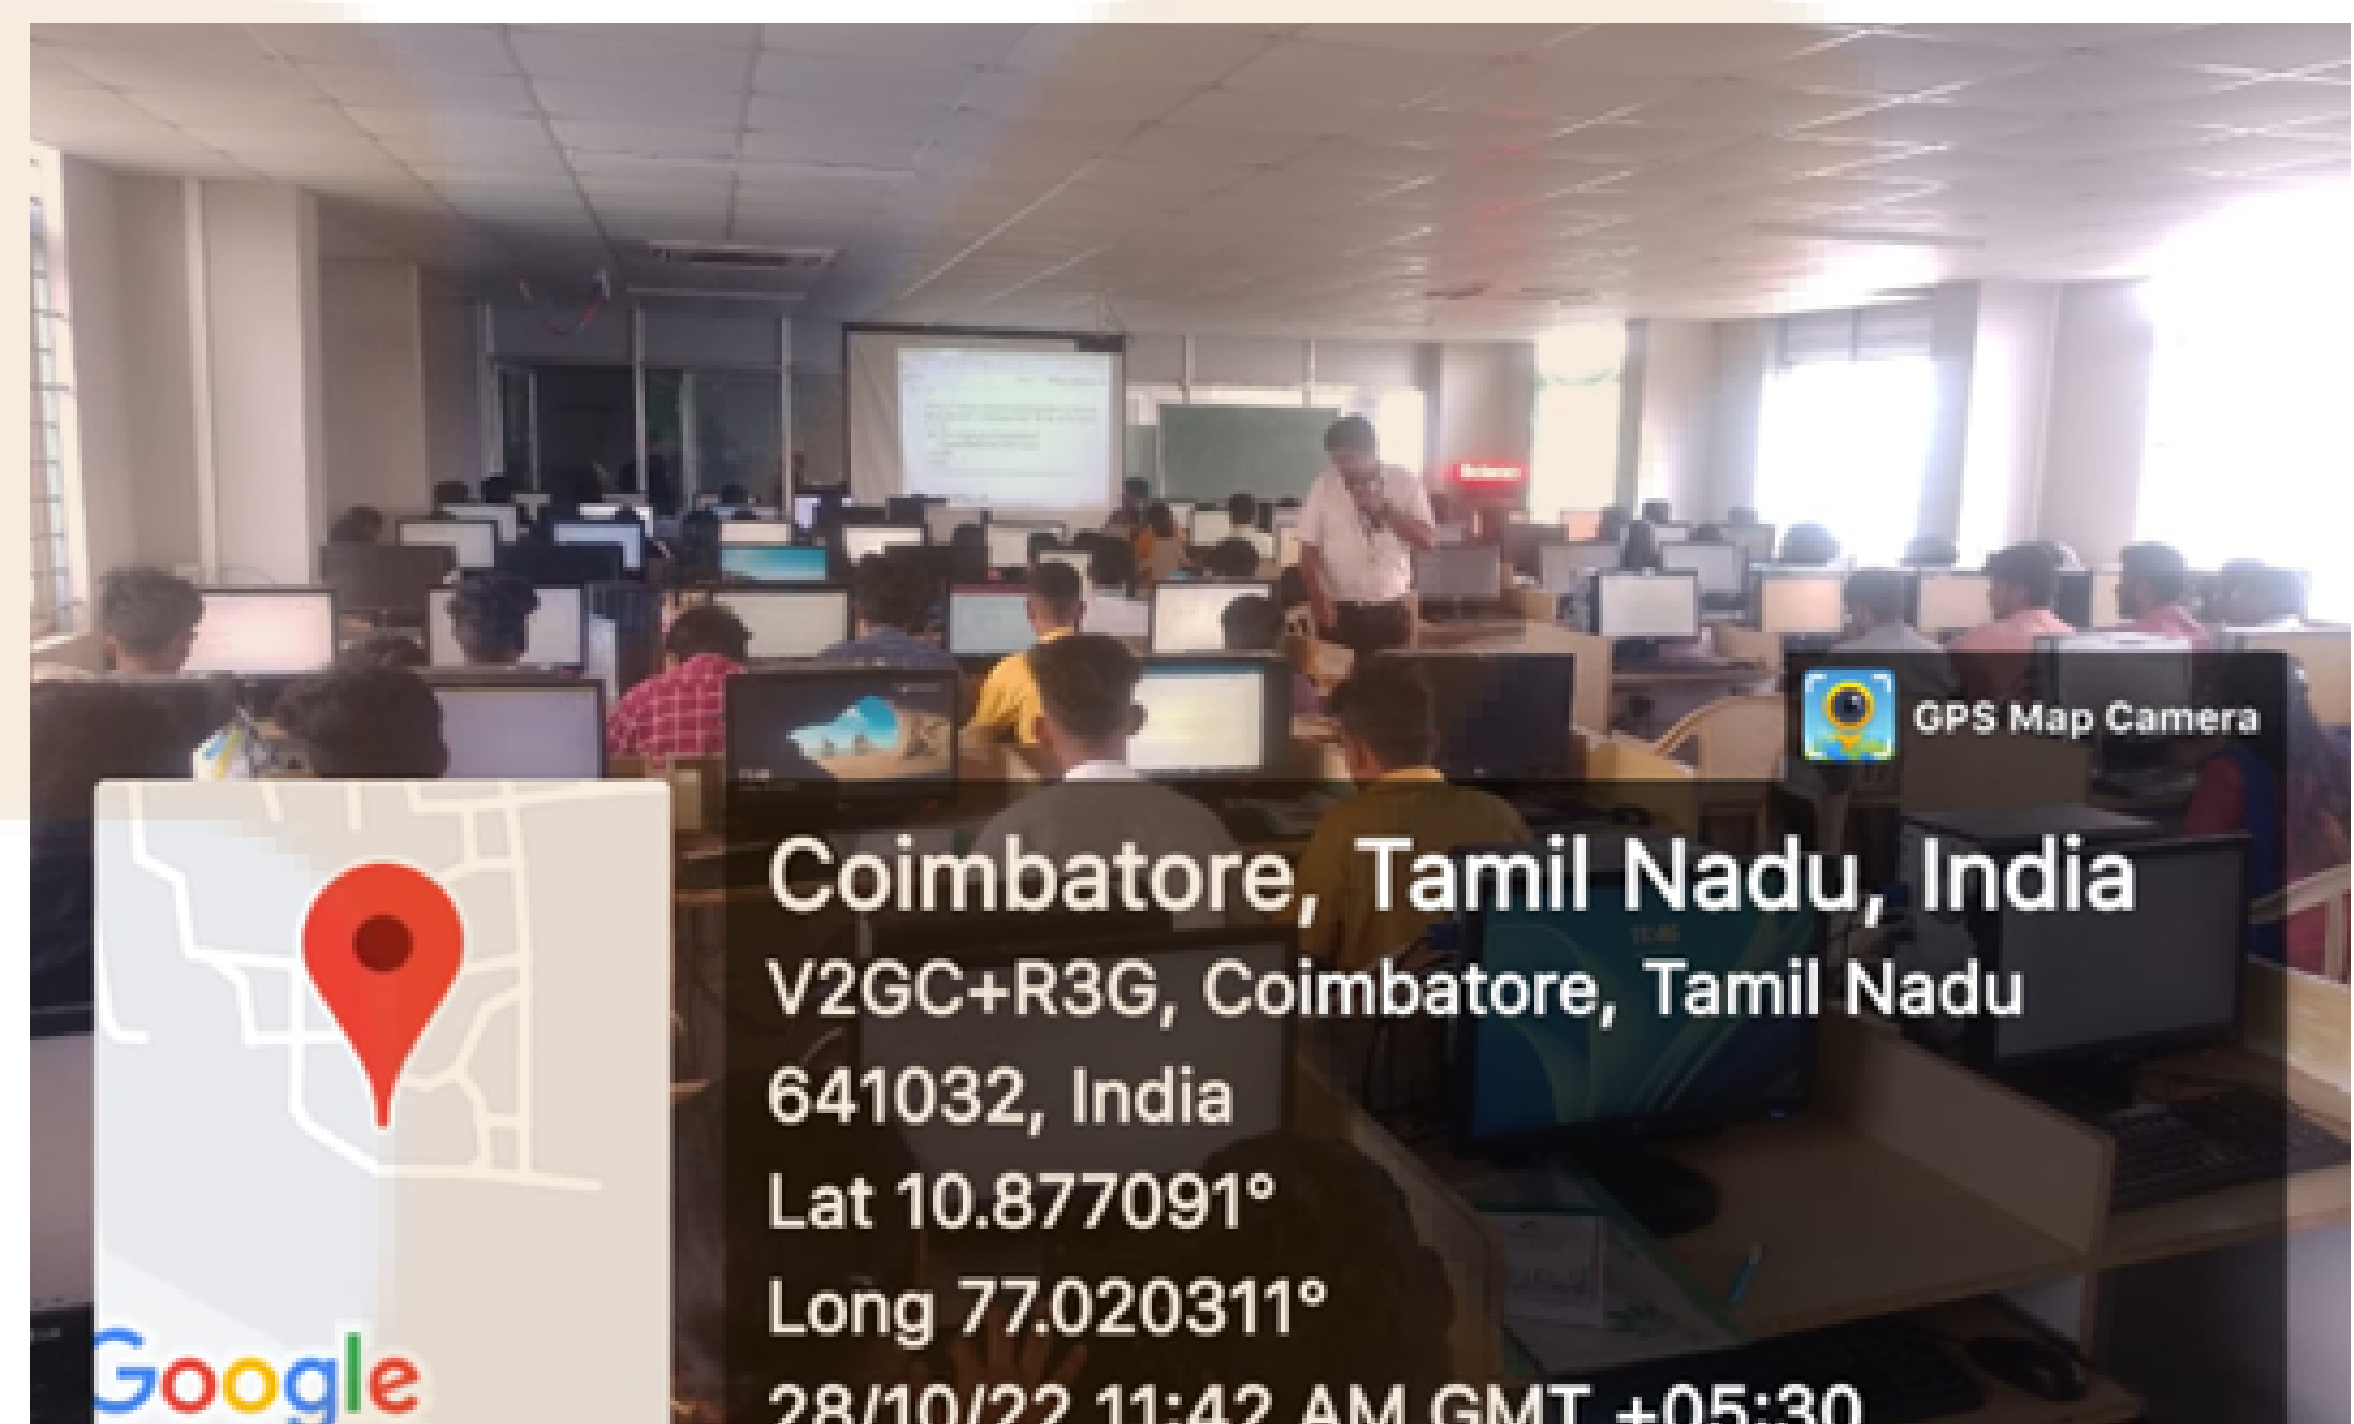 GPS Map Camera
Coimbatore, Tamil Nadu, India
V2GC+R3G, Coimbatore, Tamil Nadu
641032, India
Lat 10.877091°
Long 77.020311°
Google
28/10/22 11:42 AM GMT +05:30